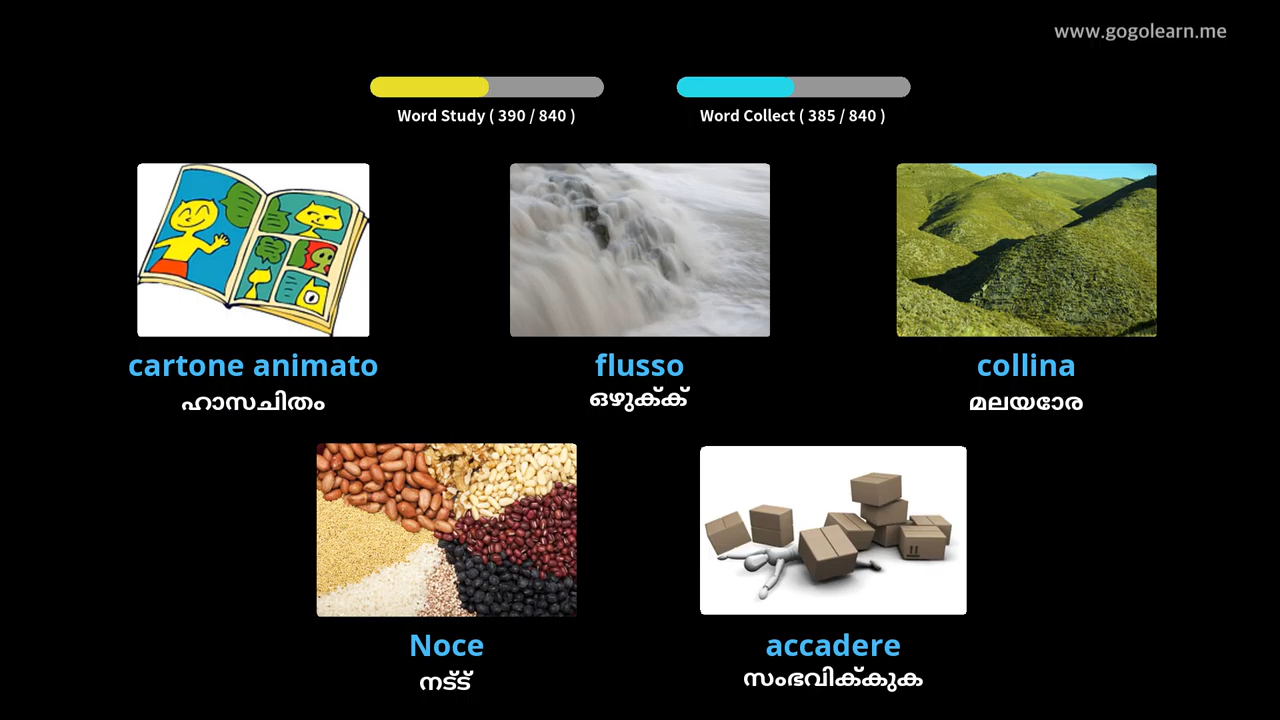 www.gogolearn.me
Word Study ( 390 / 840 )
Word Collect ( 385 / 840 )
cartone animato
ഹാസചിതം
flusso
ഒഴുക്ക്
collina
മലയോര
Noce
നട്ട്
accadere
സംഭവിക്കുക